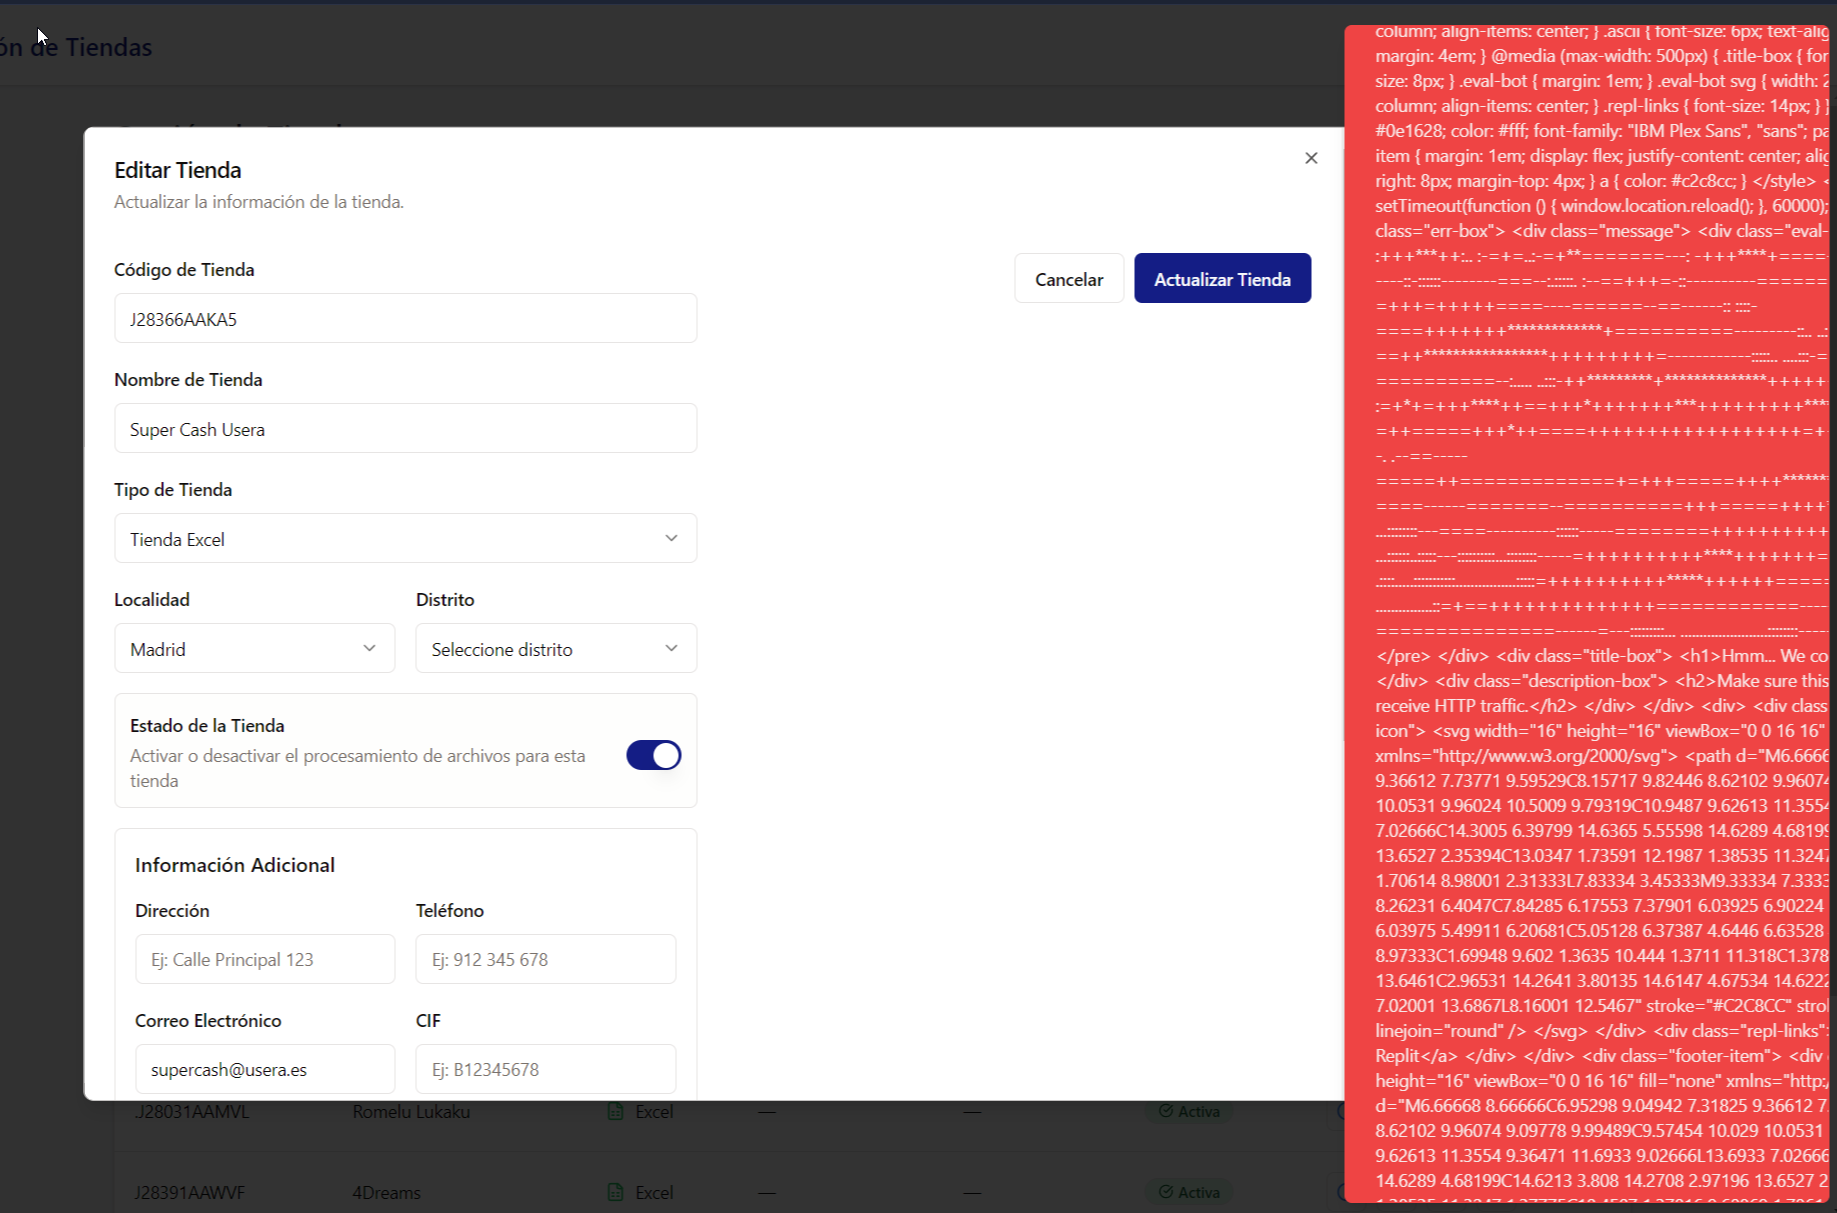 ón de Tiendas
Editar Tienda
Actualizar la información de la tienda.
Código de Tienda
J28366AAKA5
Cancelar
Actualizar Tienda
Nombre de Tienda
Super Cash Usera
Tipo de Tienda
Tienda Excel
Localidad
Distrito
Madrid
Seleccione distrito
Estado de la Tienda
Activar o desactivar el procesamiento de archivos para esta
tienda
Información Adicional
Dirección
Teléfono
Ej: Calle Principal 123
Ej: 912 345 678
Correo Electrónico
CIF
supercash@usera.es
Ej: B12345678
J28031AAMVL Romelu Lukaku Excel — — Activa
J28391AAWVF 4Dreams Excel — — Activa
column; align-items: center; } .ascii { font-size: 6px; text-alig
margin: 4em; } @media (max-width: 500px) { .title-box { for
size: 8px; } .eval-bot { margin: 1em; } .eval-bot svg { width: 2
column; align-items: center; } .repl-links { font-size: 14px; } }
#0e1628; color: #fff; font-family: "IBM Plex Sans", "sans"; pa
item { margin: 1em; display: flex; justify-content: center; alig
right: 8px; margin-top: 4px; } a { color: #c2c8cc; } </style> <
setTimeout(function () { window.location.reload(); }, 60000);
class="err-box"> <div class="message"> <div class="eval-
</pre> </div> <div class="title-box"> <h1>Hmm... We co
</div> <div class="description-box"> <h2>Make sure this
receive HTTP traffic.</h2> </div> </div> <div> <div class
icon"> <svg width="16" height="16" viewBox="0 0 16 16"
xmlns="http://www.w3.org/2000/svg"> <path d="M6.6666
9.36612 7.73771 9.59529C8.15717 9.82446 8.62102 9.96074
10.0531 9.96024 10.5009 9.79319C10.9487 9.62613 11.3554
7.02666C14.3005 6.39799 14.6365 5.55598 14.6289 4.68199
13.6527 2.35394C13.0347 1.73591 12.1987 1.38535 11.3247
1.70614 8.98001 2.31333L7.83334 3.45333M9.33334 7.3333
8.26231 6.4047C7.84285 6.17553 7.37901 6.03925 6.90224
6.03975 5.49911 6.20681C5.05128 6.37387 4.6446 6.63528
8.97333C1.69948 9.602 1.3635 10.444 1.3711 11.318C1.378
13.6461C2.96531 14.2641 3.80135 14.6147 4.67534 14.6222
7.02001 13.6867L8.16001 12.5467" stroke="#C2C8CC" stro
linejoin="round" /> </svg> </div> <div class="repl-links"
Replit</a> </div> </div> <div class="footer-item"> <div
height="16" viewBox="0 0 16 16" fill="none" xmlns="http:/
d="M6.66668 8.66666C6.95298 9.04942 7.31825 9.36612 7.
8.62102 9.96074 9.09778 9.99489C9.57454 10.029 10.0531
9.62613 11.3554 9.36471 11.6933 9.02666L13.6933 7.02666
14.6289 4.68199C14.6213 3.808 14.2708 2.97196 13.6527 2